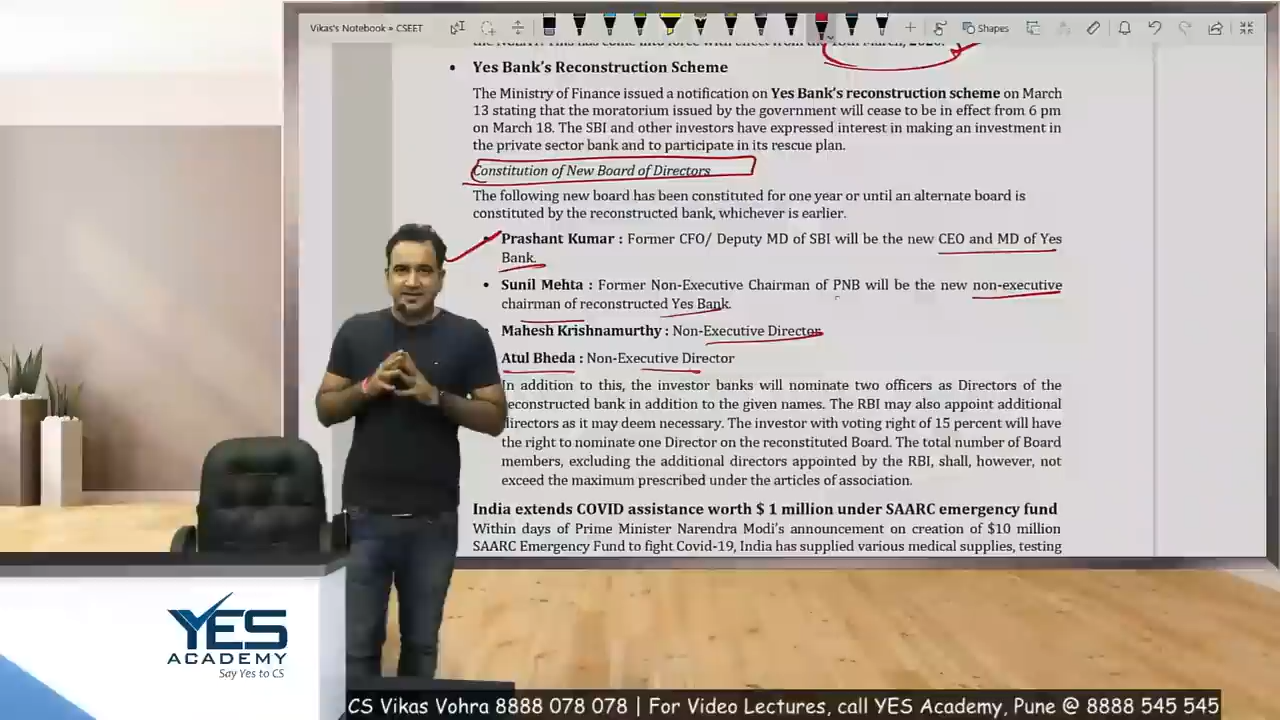 Vikas's Notebook » CSEET
Shapes
• Yes Bank's Reconstruction Scheme
The Ministry of Finance issued a notification on Yes Bank's reconstruction scheme on March
13 stating that the moratorium issued by the government will cease to be in effect from 6 pm
on March 18. The SBI and other investors have expressed interest in making an investment in
the private sector bank and to participate in its rescue plan.
Constitution of New Board of Directors
The following new board has been constituted for one year or until an alternate board is
constituted by the reconstructed bank, whichever is earlier.
• Prashant Kumar : Former CFO/ Deputy MD of SBI will be the new CEO and MD of Yes
Bank.
• Sunil Mehta : Former Non-Executive Chairman of PNB will be the new non-executive
chairman of reconstructed Yes Bank.
• Mahesh Krishnamurthy : Non-Executive Director
Atul Bheda : Non-Executive Director
In addition to this, the investor banks will nominate two officers as Directors of the
reconstructed bank in addition to the given names. The RBI may also appoint additional
directors as it may deem necessary. The investor with voting right of 15 percent will have
the right to nominate one Director on the reconstituted Board. The total number of Board
members, excluding the additional directors appointed by the RBI, shall, however, not
exceed the maximum prescribed under the articles of association.
India extends COVID assistance worth $ 1 million under SAARC emergency fund
Within days of Prime Minister Narendra Modi's announcement on creation of $10 million
SAARC Emergency Fund to fight Covid-19, India has supplied various medical supplies, testing
YES
ACADEMY
Say Yes to CS
CS Vikas Vohra 8888 078 078 | For Video Lectures, call YES Academy, Pune @ 8888 545 545